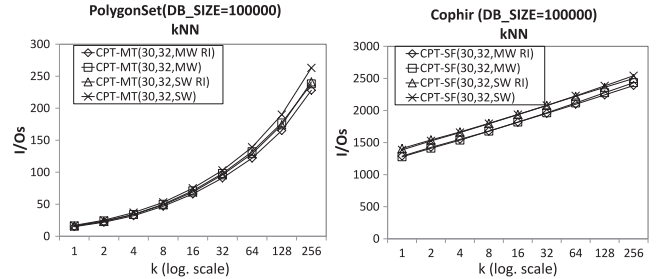 PolygonSet(DB_SIZE=100000)
kNN
300
250
200
150
100
50
0
I/Os
CPT-MT(30,32,MW RI)
CPT-MT(30,32,MW)
CPT-MT(30,32,SW RI)
CPT-MT(30,32,SW)
1 2 4 8 16 32 64 128 256
k (log. scale)
Cophir (DB_SIZE=100000)
kNN
3000
2500
2000
1500
1000
500
0
I/Os
CPT-SF(30,32,MW RI)
CPT-SF(30,32,MW)
CPT-SF(30,32,SW RI)
CPT-SF(30,32,SW)
1 2 4 8 16 32 64 128 256
k (log. scale)